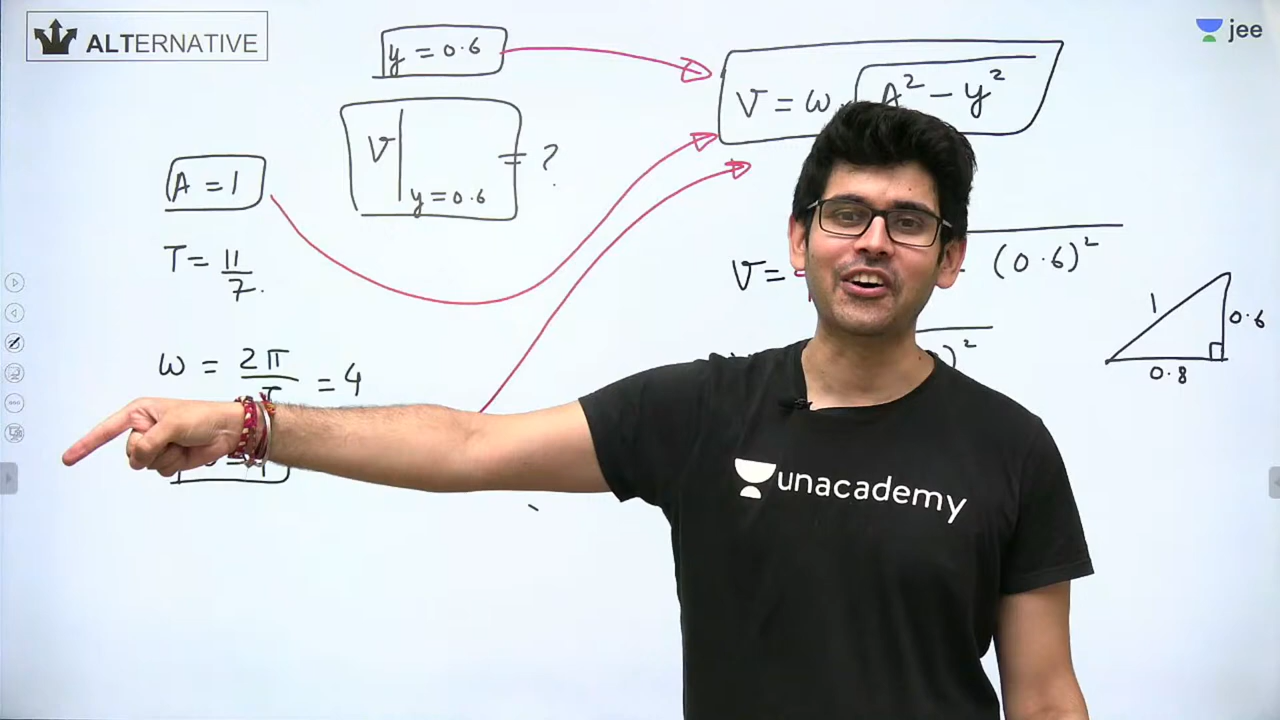 ALTERNATIVE
jee
y = 0.6
V = ω √A² − y²
V|y=0.6 = ?
A = 1
T = 11/7.
V =
(0.6)²
ω = 2π/T = 4
)²
1
0.6
0.8
unacademy